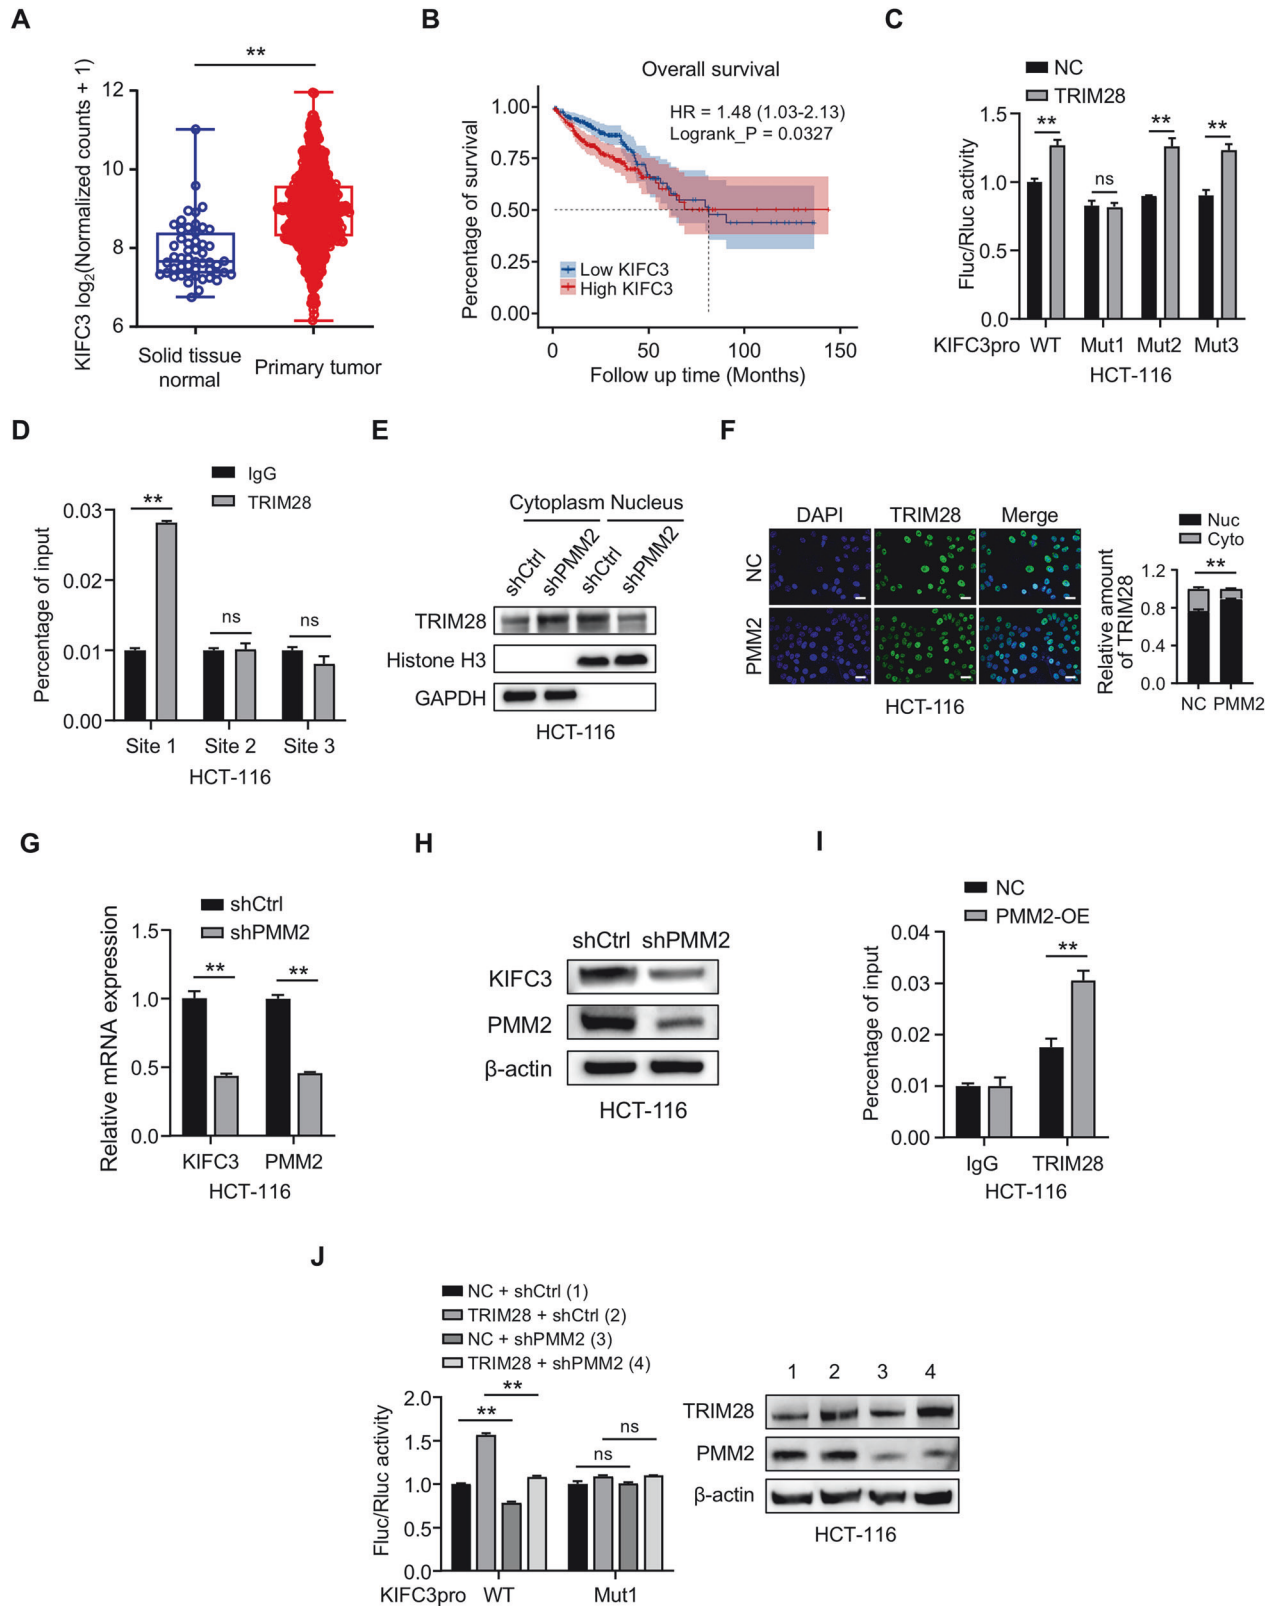 A
**
KIFC3 log2(Normalized counts + 1)
12
10
8
6
Solid tissue
normal
Primary tumor
B
Overall survival
HR = 1.48 (1.03-2.13)
Logrank_P = 0.0327
Percentage of survival
1.00
0.75
0.50
0.25
0.00
Low KIFC3
High KIFC3
0 50 100 150
Follow up time (Months)
C
NC
TRIM28
Fluc/Rluc activity
1.5
1.0
0.5
0.0
** ns ** **
KIFC3pro WT Mut1 Mut2 Mut3
HCT-116
D
IgG
TRIM28
Percentage of input
0.03
0.02
0.01
0.00
** ns ns
Site 1 Site 2 Site 3
HCT-116
E
Cytoplasm Nucleus
shCtrl shPMM2 shCtrl shPMM2
TRIM28
Histone H3
GAPDH
HCT-116
F
DAPI TRIM28 Merge
NC
PMM2
HCT-116
Nuc
Cyto
Relative amount
of TRIM28
1.2
0.8
0.4
0.0
**
NC PMM2
G
shCtrl
shPMM2
Relative mRNA expression
1.5
1.0
0.5
0.0
** **
KIFC3 PMM2
HCT-116
H
shCtrl shPMM2
KIFC3
PMM2
β-actin
HCT-116
I
NC
PMM2-OE
Percentage of input
0.04
0.03
0.02
0.01
0.00
**
IgG TRIM28
HCT-116
J
NC + shCtrl (1)
TRIM28 + shCtrl (2)
NC + shPMM2 (3)
TRIM28 + shPMM2 (4)
Fluc/Rluc activity
2.0
1.5
1.0
0.5
0.0
**
**
ns
ns
KIFC3pro WT Mut1
1 2 3 4
TRIM28
PMM2
β-actin
HCT-116